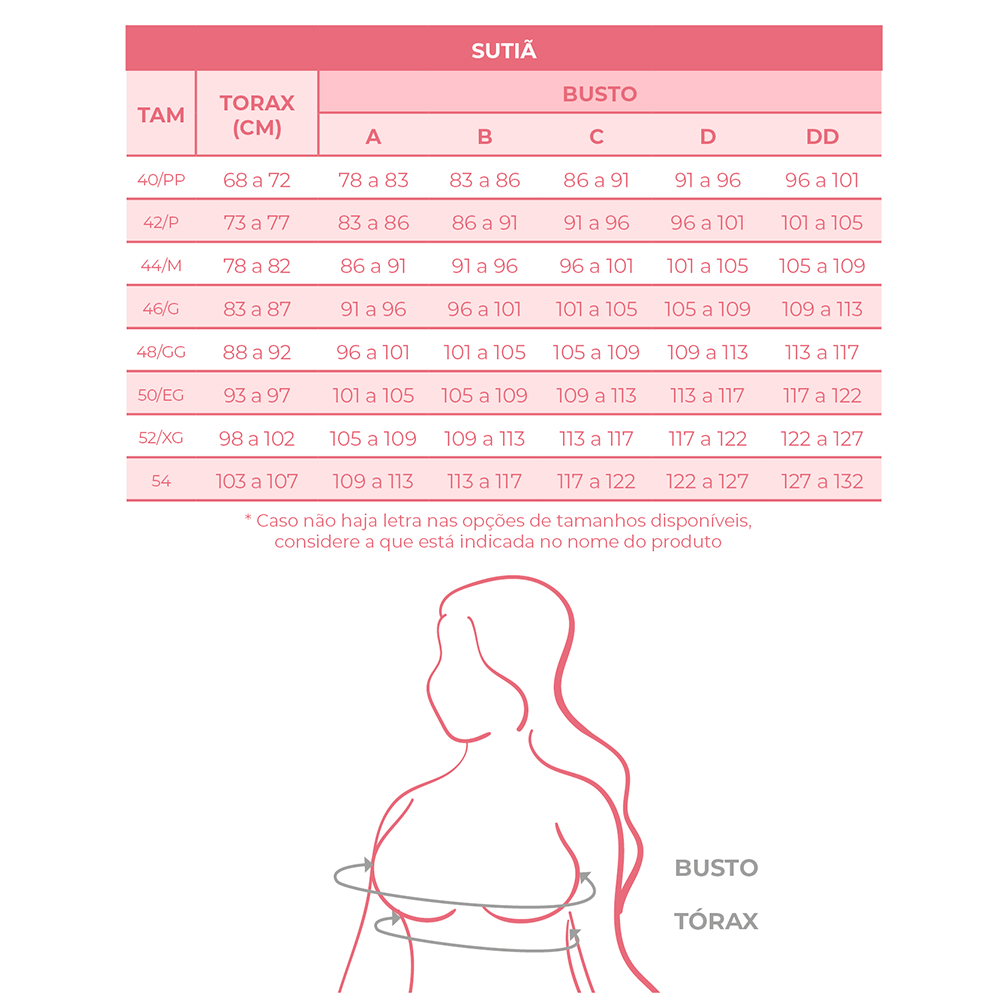 SUTIÃ
TAM TORAX (CM) BUSTO
A B C D DD
40/PP 68 a 72 78 a 83 83 a 86 86 a 91 91 a 96 96 a 101
42/P 73 a 77 83 a 86 86 a 91 91 a 96 96 a 101 101 a 105
44/M 78 a 82 86 a 91 91 a 96 96 a 101 101 a 105 105 a 109
46/G 83 a 87 91 a 96 96 a 101 101 a 105 105 a 109 109 a 113
48/GG 88 a 92 96 a 101 101 a 105 105 a 109 109 a 113 113 a 117
50/EG 93 a 97 101 a 105 105 a 109 109 a 113 113 a 117 117 a 122
52/XG 98 a 102 105 a 109 109 a 113 113 a 117 117 a 122 122 a 127
54 103 a 107 109 a 113 113 a 117 117 a 122 122 a 127 127 a 132
* Caso não haja letra nas opções de tamanhos disponíveis,
considere a que está indicada no nome do produto
BUSTO
TÓRAX